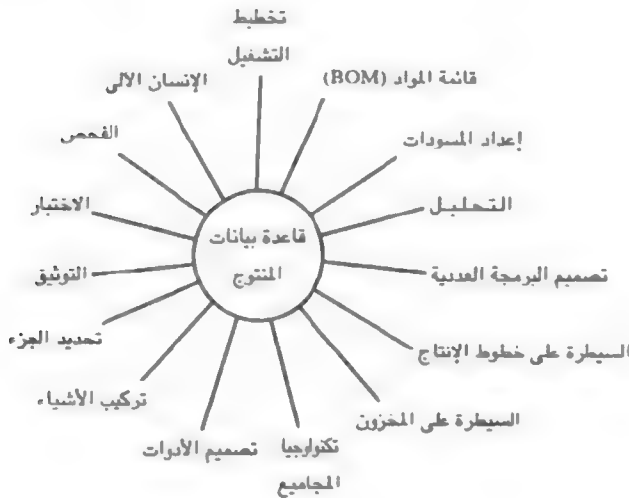 تخطيط
التشغيل
قائمة المواد (BOM)
إعداد المسودات
التحليل
تصميم البرمجة العددية
السيطرة على خطوط الإنتاج
السيطرة على المخزون
تكنولوجيا
المجاميع
تصميم الأدوات
تركيب الأشياء
تحديد الجزء
التوثيق
الاختبار
الفحص
الإنسان الآلى
قاعدة بيانات
المنتوج